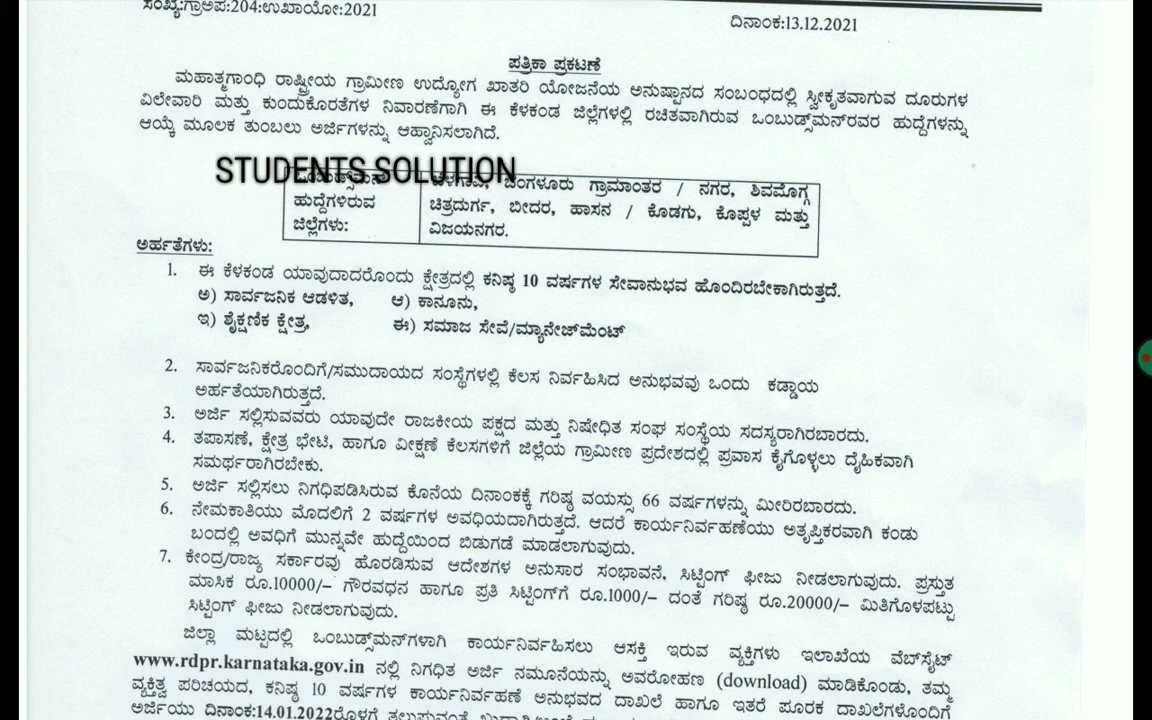 ಸಂಖ್ಯೆ:ಗ್ರಾಅಪ:204:ಉಖಾಯೋ:2021
ದಿನಾಂಕ:13.12.2021
ಪತ್ರಿಕಾ ಪ್ರಕಟಣೆ
ಮಹಾತ್ಮಗಾಂಧಿ ರಾಷ್ಟ್ರೀಯ ಗ್ರಾಮೀಣ ಉದ್ಯೋಗ ಖಾತರಿ ಯೋಜನೆಯ ಅನುಷ್ಠಾನದ ಸಂಬಂಧದಲ್ಲಿ ಸ್ವೀಕೃತವಾಗುವ ದೂರುಗಳ
ವಿಲೇವಾರಿ ಮತ್ತು ಕುಂದುಕೊರತೆಗಳ ನಿವಾರಣೆಗಾಗಿ ಈ ಕೆಳಕಂಡ ಜಿಲ್ಲೆಗಳಲ್ಲಿ ರಚಿತವಾಗಿರುವ ಒಂಬುಡ್ಸ್‌ಮನ್‌ರವರ ಹುದ್ದೆಗಳನ್ನು
ಆಯ್ಕೆ ಮೂಲಕ ತುಂಬಲು ಅರ್ಜಿಗಳನ್ನು ಆಹ್ವಾನಿಸಲಾಗಿದೆ.
STUDENTS SOLUTION
ಹುದ್ದೆಗಳಿರುವ
ಜಿಲ್ಲೆಗಳು:
ಬೆಂಗಳೂರು ಗ್ರಾಮಾಂತರ / ನಗರ, ಶಿವಮೊಗ್ಗ
ಚಿತ್ರದುರ್ಗ, ಬೀದರ, ಹಾಸನ / ಕೊಡಗು, ಕೊಪ್ಪಳ ಮತ್ತು
ವಿಜಯನಗರ.
ಅರ್ಹತೆಗಳು:
1. ಈ ಕೆಳಕಂಡ ಯಾವುದಾದರೊಂದು ಕ್ಷೇತ್ರದಲ್ಲಿ ಕನಿಷ್ಠ 10 ವರ್ಷಗಳ ಸೇವಾನುಭವ ಹೊಂದಿರಬೇಕಾಗಿರುತ್ತದೆ.
ಅ) ಸಾರ್ವಜನಿಕ ಆಡಳಿತ, ಆ) ಕಾನೂನು,
ಇ) ಶೈಕ್ಷಣಿಕ ಕ್ಷೇತ್ರ, ಈ) ಸಮಾಜ ಸೇವೆ/ಮ್ಯಾನೇಜ್‌ಮೆಂಟ್
2. ಸಾರ್ವಜನಿಕರೊಂದಿಗೆ/ಸಮುದಾಯದ ಸಂಸ್ಥೆಗಳಲ್ಲಿ ಕೆಲಸ ನಿರ್ವಹಿಸಿದ ಅನುಭವವು ಒಂದು ಕಡ್ಡಾಯ
ಅರ್ಹತೆಯಾಗಿರುತ್ತದೆ.
3. ಅರ್ಜಿ ಸಲ್ಲಿಸುವವರು ಯಾವುದೇ ರಾಜಕೀಯ ಪಕ್ಷದ ಮತ್ತು ನಿಷೇಧಿತ ಸಂಘ ಸಂಸ್ಥೆಯ ಸದಸ್ಯರಾಗಿರಬಾರದು.
4. ತಪಾಸಣೆ, ಕ್ಷೇತ್ರ ಭೇಟಿ, ಹಾಗೂ ವೀಕ್ಷಣೆ ಕೆಲಸಗಳಿಗೆ ಜಿಲ್ಲೆಯ ಗ್ರಾಮೀಣ ಪ್ರದೇಶದಲ್ಲಿ ಪ್ರವಾಸ ಕೈಗೊಳ್ಳಲು ದೈಹಿಕವಾಗಿ
ಸಮರ್ಥರಾಗಿರಬೇಕು.
5. ಅರ್ಜಿ ಸಲ್ಲಿಸಲು ನಿಗಧಿಪಡಿಸಿರುವ ಕೊನೆಯ ದಿನಾಂಕಕ್ಕೆ ಗರಿಷ್ಠ ವಯಸ್ಸು 66 ವರ್ಷಗಳನ್ನು ಮೀರಿರಬಾರದು.
6. ನೇಮಕಾತಿಯು ಮೊದಲಿಗೆ 2 ವರ್ಷಗಳ ಅವಧಿಯದಾಗಿರುತ್ತದೆ. ಆದರೆ ಕಾರ್ಯನಿರ್ವಹಣೆಯು ಅತೃಪ್ತಿಕರವಾಗಿ ಕಂಡು
ಬಂದಲ್ಲಿ ಅವಧಿಗೆ ಮುನ್ನವೇ ಹುದ್ದೆಯಿಂದ ಬಿಡುಗಡೆ ಮಾಡಲಾಗುವುದು.
7. ಕೇಂದ್ರ/ರಾಜ್ಯ ಸರ್ಕಾರವು ಹೊರಡಿಸುವ ಆದೇಶಗಳ ಅನುಸಾರ ಸಂಭಾವನೆ, ಸಿಟ್ಟಿಂಗ್ ಫೀಜು ನೀಡಲಾಗುವುದು. ಪ್ರಸ್ತುತ
ಮಾಸಿಕ ರೂ.10000/– ಗೌರವಧನ ಹಾಗೂ ಪ್ರತಿ ಸಿಟ್ಟಿಂಗ್‌ಗೆ ರೂ.1000/– ದಂತೆ ಗರಿಷ್ಠ ರೂ.20000/– ಮಿತಿಗೊಳಪಟ್ಟು
ಸಿಟ್ಟಿಂಗ್ ಫೀಜು ನೀಡಲಾಗುವುದು.
ಜಿಲ್ಲಾ ಮಟ್ಟದಲ್ಲಿ ಒಂಬುಡ್ಸ್‌ಮನ್‌ಗಳಾಗಿ ಕಾರ್ಯನಿರ್ವಹಿಸಲು ಆಸಕ್ತಿ ಇರುವ ವ್ಯಕ್ತಿಗಳು ಇಲಾಖೆಯ ವೆಬ್‌ಸೈಟ್
www.rdpr.karnataka.gov.in ನಲ್ಲಿ ನಿಗಧಿತ ಅರ್ಜಿ ನಮೂನೆಯನ್ನು ಅವರೋಹಣ (download) ಮಾಡಿಕೊಂಡು, ತಮ್ಮ
ವ್ಯಕ್ತಿತ್ವ ಪರಿಚಯದ, ಕನಿಷ್ಠ 10 ವರ್ಷಗಳ ಕಾರ್ಯನಿರ್ವಹಣೆ ಅನುಭವದ ದಾಖಲೆ ಹಾಗೂ ಇತರೆ ಪೂರಕ ದಾಖಲೆಗಳೊಂದಿಗೆ
ಅರ್ಜಿಯು ದಿನಾಂಕ:14.01.2022ರೊಳಗೆ